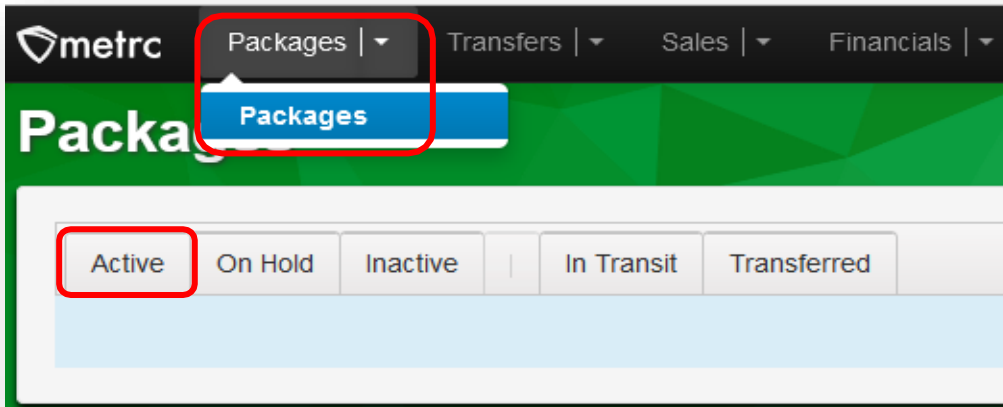 metrc Packages | Transfers | Sales | Financials |
Packages
Packages
Active On Hold Inactive | In Transit Transferred